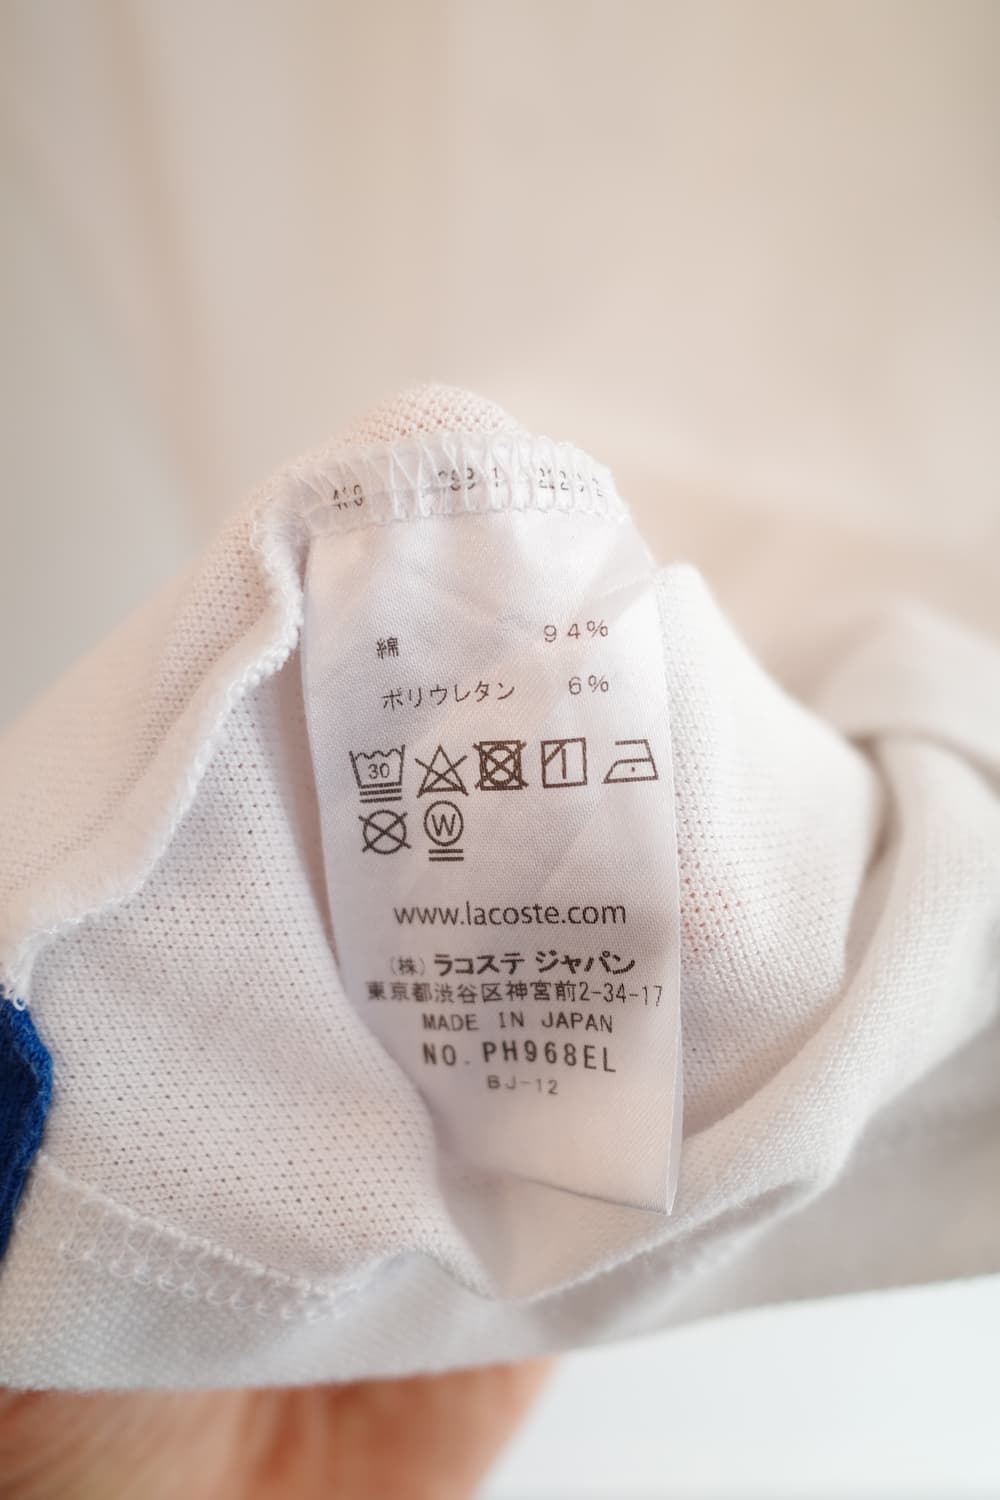 綿 94%
ポリウレタン 6%
30
W
www.lacoste.com
(株) ラコステ ジャパン
東京都渋谷区神宮前2-34-17
MADE IN JAPAN
NO. PH968EL
BJ-12